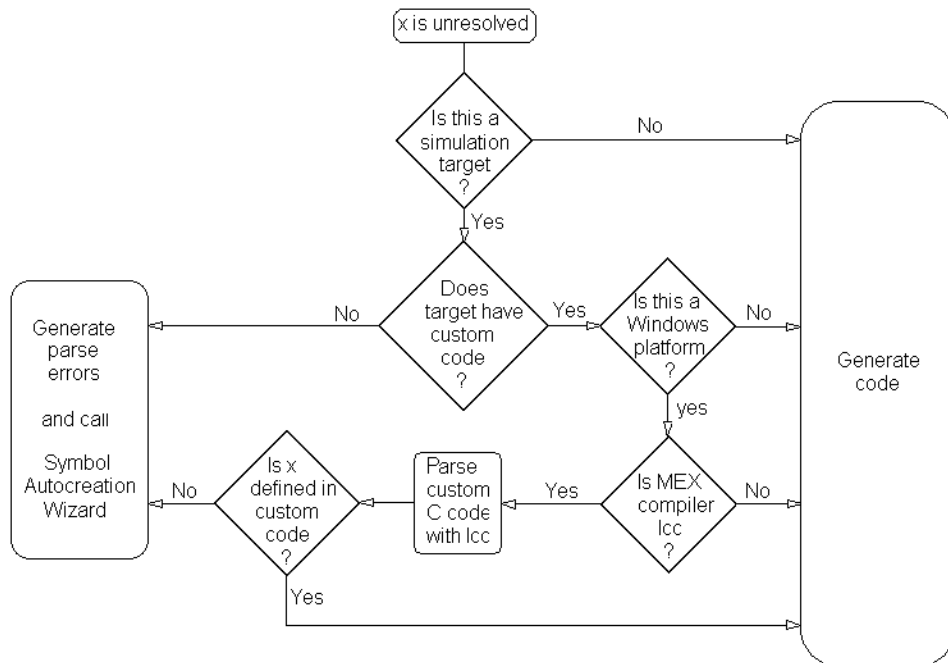 x is unresolved
Is this a
simulation
target
?
No
Yes
Does
target have
custom
code
?
No
Yes
Is this a
Windows
platform
?
No
yes
Generate
parse
errors
and call
Symbol
Autocreation
Wizard
Generate
code
Is x
defined in
custom
code
?
No
Yes
Parse
custom
C code
with lcc
Yes
Is MEX
compiler
lcc
?
No